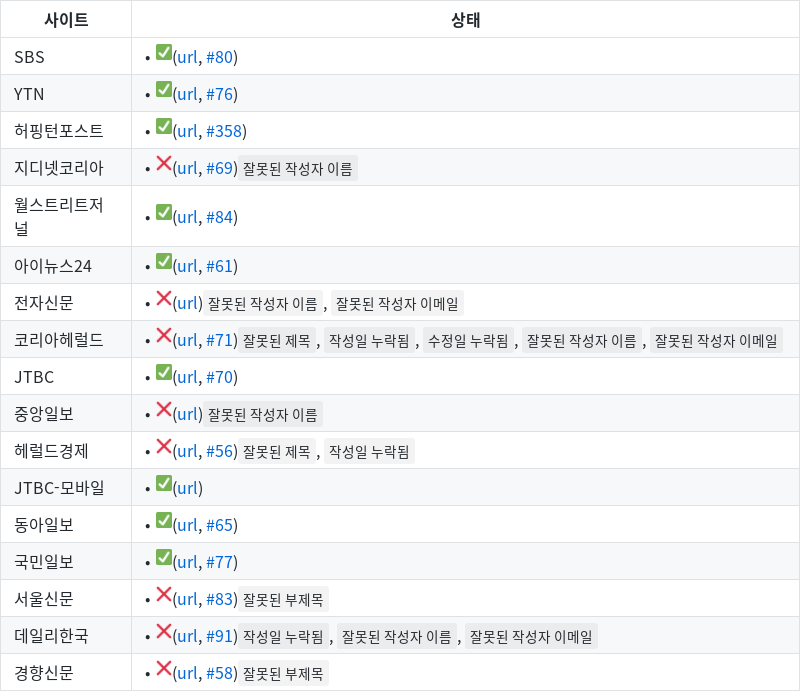 사이트 상태
SBS • ✅(url, #80)
YTN • ✅(url, #76)
허핑턴포스트 • ✅(url, #358)
지디넷코리아 • ❌(url, #69) 잘못된 작성자 이름
월스트리트저
널 • ✅(url, #84)
아이뉴스24 • ✅(url, #61)
전자신문 • ❌(url) 잘못된 작성자 이름 , 잘못된 작성자 이메일
코리아헤럴드 • ❌(url, #71) 잘못된 제목 , 작성일 누락됨 , 수정일 누락됨 , 잘못된 작성자 이름 , 잘못된 작성자 이메일
JTBC • ✅(url, #70)
중앙일보 • ❌(url) 잘못된 작성자 이름
헤럴드경제 • ❌(url, #56) 잘못된 제목 , 작성일 누락됨
JTBC-모바일 • ✅(url)
동아일보 • ✅(url, #65)
국민일보 • ✅(url, #77)
서울신문 • ❌(url, #83) 잘못된 부제목
데일리한국 • ❌(url, #91) 작성일 누락됨 , 잘못된 작성자 이름 , 잘못된 작성자 이메일
경향신문 • ❌(url, #58) 잘못된 부제목